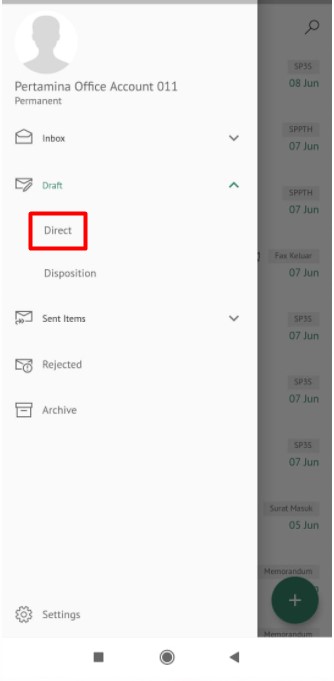 Pertamina Office Account 011
Permanent
Inbox
Draft
Direct
Disposition
Sent Items
Rejected
Archive
Settings
SP3S
08 Jun
SPPTH
07 Jun
SPPTH
07 Jun
Fax Keluar
07 Jun
SP3S
07 Jun
SP3S
07 Jun
SP3S
07 Jun
Surat Masuk
05 Jun
Memorandum
Memorandum